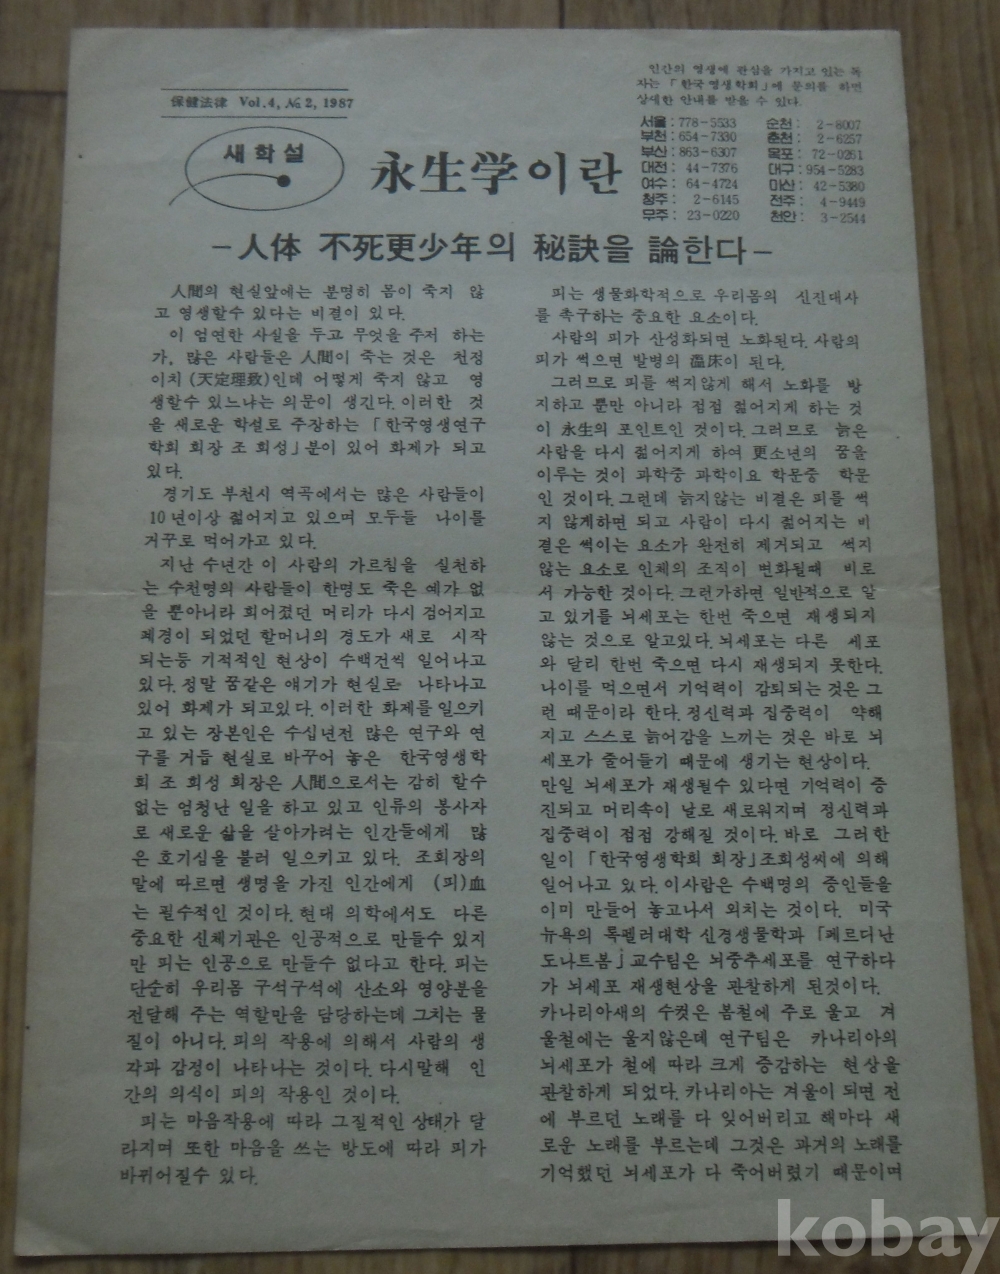 인간의 영생에 관심을 가지고 있는 독
자는 「한국영생학회」에 문의를 하면
상세한 안내를 받을 수 있다.
保健法律 Vol.4, №2, 1987
서울: 778-5533 순천: 2-8007
부천: 654-7330 춘천: 2-6257
부산: 863-6307 목포: 72-0261
대전: 44-7376 대구: 954-5283
여수: 64-4724 마산: 42-5380
청주: 2-6145 전주: 4-9449
무주: 23-0220 천안: 3-2544
새학설
永生学이란
-人体 不死更少年의 秘訣을 論한다-
人間의 현실앞에는 분명히 몸이 죽지 않
고 영생할수 있다는 비결이 있다.
이 엄연한 사실을 두고 무엇을 주저 하는
가. 많은 사람들은 人間이 죽는 것은 천정
이치 (天定理致)인데 어떻게 죽지 않고 영
생할수 있느냐는 의문이 생긴다. 이러한 것
을 새로운 학설로 주장하는 「한국영생연구
학회 회장 조 희성」분이 있어 화제가 되고
있다.
경기도 부천시 역곡에서는 많은 사람들이
10년이상 젊어지고 있으며 모두들 나이를
거꾸로 먹어가고 있다.
지난 수년간 이 사람의 가르침을 실천하
는 수천명의 사람들이 한명도 죽은 예가 없
을 뿐아니라 희어졌던 머리가 다시 검어지고
폐경이 되었던 할머니의 경도가 새로 시작
되는등 기적적인 현상이 수백건씩 일어나고
있다. 정말 꿈같은 얘기가 현실로 나타나고
있어 화제가 되고있다. 이러한 화제를 일으키
고 있는 장본인은 수십년전 많은 연구와 연
구를 거듭 현실로 바꾸어 놓은 한국영생학
회 조 희성 회장은 人間으로서는 감히 할수
없는 엄청난 일을 하고 있고 인류의 봉사자
로 새로운 삶을 살아가려는 인간들에게 많
은 호기심을 불러 일으키고 있다. 조회장의
말에 따르면 생명을 가진 인간에게 (피)血
는 필수적인 것이다. 현대 의학에서도 다른
중요한 신체기관은 인공적으로 만들수 있지
만 피는 인공으로 만들수 없다고 한다. 피는
단순히 우리몸 구석구석에 산소와 영양분을
전달해 주는 역할만을 담당하는데 그치는 물
질이 아니다. 피의 작용에 의해서 사람의 생
각과 감정이 나타나는 것이다. 다시말해 인
간의 의식이 피의 작용인 것이다.
피는 마음작용에 따라 그질적인 상태가 달
라지며 또한 마음을 쓰는 방도에 따라 피가
바뀌어질수 있다.
피는 생물화학적으로 우리몸의 신진대사
를 촉구하는 중요한 요소이다.
사람의 피가 산성화되면 노화된다. 사람의
피가 썩으면 발병의 溫床이 된다.
그러므로 피를 썩지않게 해서 노화를 방
지하고 뿐만 아니라 점점 젊어지게 하는 것
이 永生의 포인트인 것이다. 그러므로 늙은
사람을 다시 젊어지게 하여 更소년의 꿈을
이루는 것이 과학중 과학이요 학문중 학문
인 것이다. 그런데 늙지않는 비결은 피를 썩
지 않게하면 되고 사람이 다시 젊어지는 비
결은 썩이는 요소가 완전히 제거되고 썩지
않는 요소로 인체의 조직이 변화될때 비로
서 가능한 것이다. 그런가하면 일반적으로 알
고 있기를 뇌세포는 한번 죽으면 재생되지
않는 것으로 알고있다. 뇌세포는 다른 세포
와 달리 한번 죽으면 다시 재생되지 못한다.
나이를 먹으면서 기억력이 감퇴되는 것은 그
런 때문이라 한다. 정신력과 집중력이 약해
지고 스스로 늙어감을 느끼는 것은 바로 뇌
세포가 줄어들기 때문에 생기는 현상이다.
만일 뇌세포가 재생될수 있다면 기억력이 증
진되고 머리속이 날로 새로워지며 정신력과
집중력이 점점 강해질 것이다. 바로 그러한
일이 「한국영생학회 회장」조희성씨에 의해
일어나고 있다. 이사람은 수백명의 증인들을
이미 만들어 놓고나서 외치는 것이다. 미국
뉴욕의 록펠러대학 신경생물학과 「페르디난
도나트봄」교수팀은 뇌중추세포를 연구하다
가 뇌세포 재생현상을 관찰하게 된것이다.
카나리아새의 수컷은 봄철에 주로 울고 겨
울철에는 울지않은데 연구팀은 카나리아의
뇌세포가 철에 따라 크게 증감하는 현상을
관찰하게 되었다. 카나리아는 겨울이 되면 전
에 부르던 노래를 다 잊어버리고 해마다 새
로운 노래를 부르는데 그것은 과거의 노래를
기억했던 뇌세포가 다 죽어버렸기 때문이며
kobay